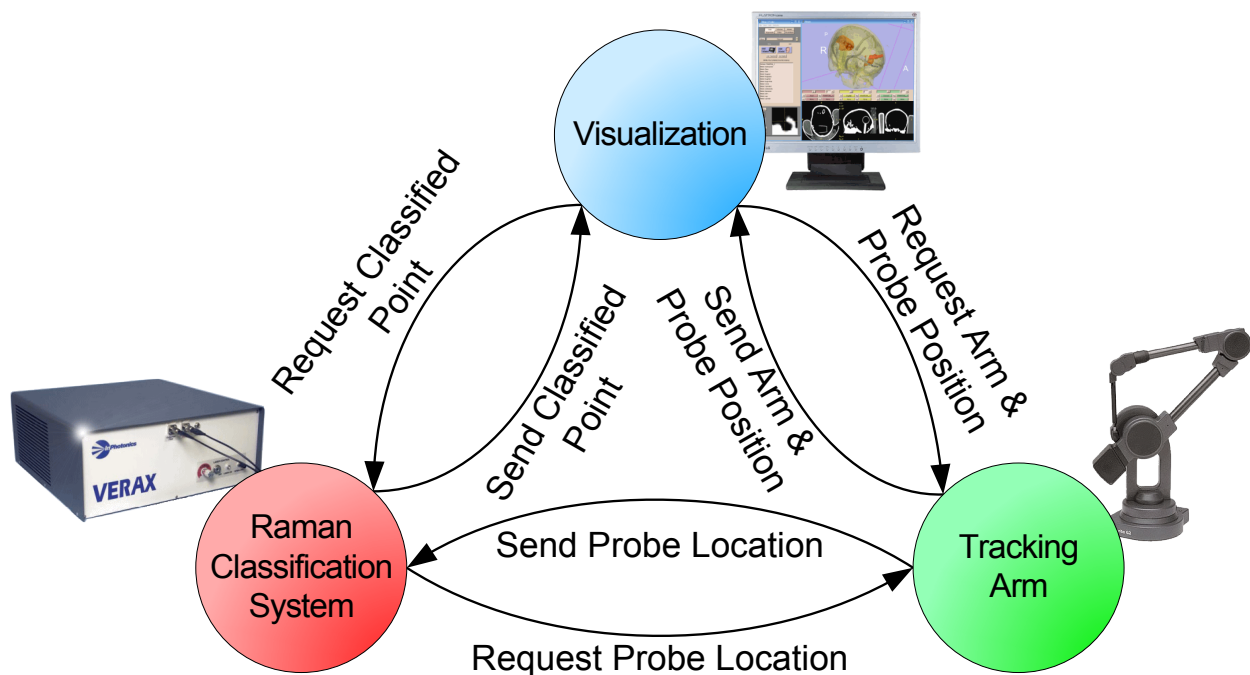 Visualization
R
A
Request Classified
Point
Send Classified
Point
Send Arm &
Probe Position
Request Arm &
Probe Position
InPhotonics
VERAX
Raman
Classification
System
Send Probe Location
Request Probe Location
Tracking
Arm